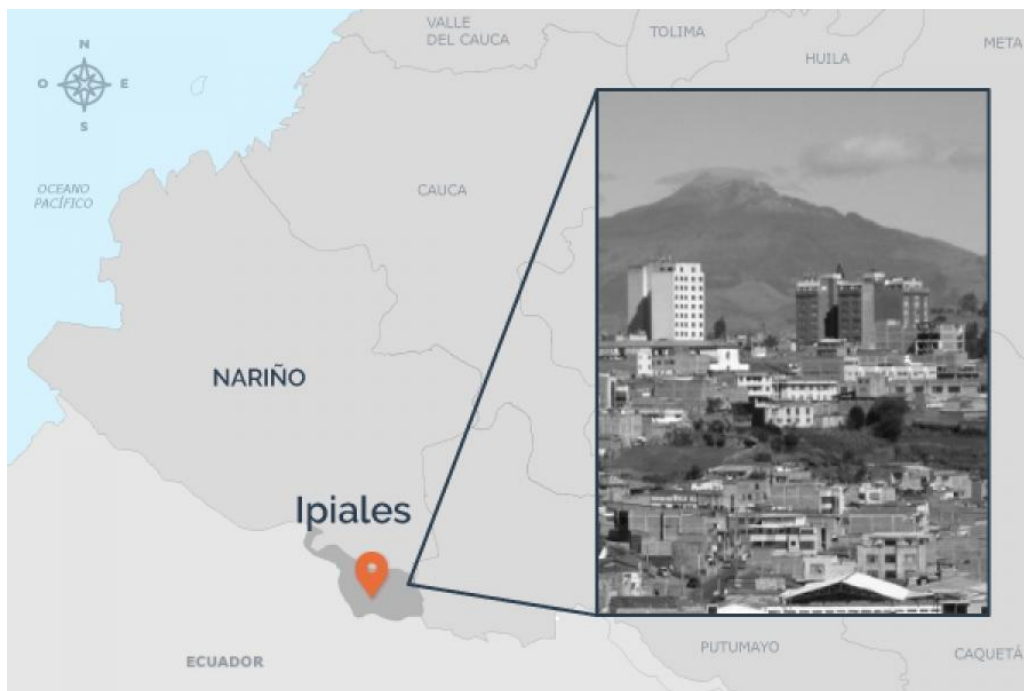 VALLE
DEL CAUCA
TOLIMA
HUILA
META
N
O
E
S
OCEANO
PACÍFICO
CAUCA
NARIÑO
Ipiales
ECUADOR
PUTUMAYO
CAQUETÁ